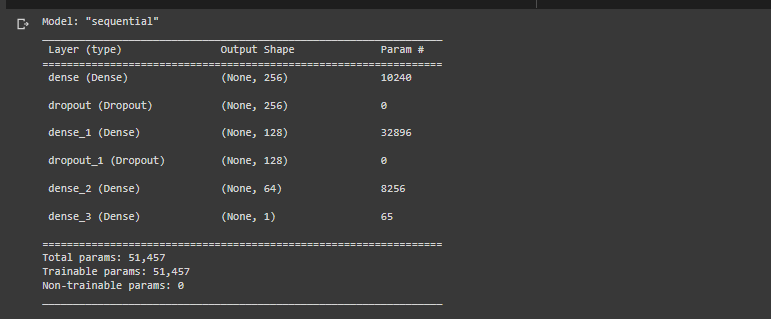 Model: "sequential"
Layer (type) Output Shape Param #
=================================================================
dense (Dense) (None, 256) 10240
dropout (Dropout) (None, 256) 0
dense_1 (Dense) (None, 128) 32896
dropout_1 (Dropout) (None, 128) 0
dense_2 (Dense) (None, 64) 8256
dense_3 (Dense) (None, 1) 65
=================================================================
Total params: 51,457
Trainable params: 51,457
Non-trainable params: 0